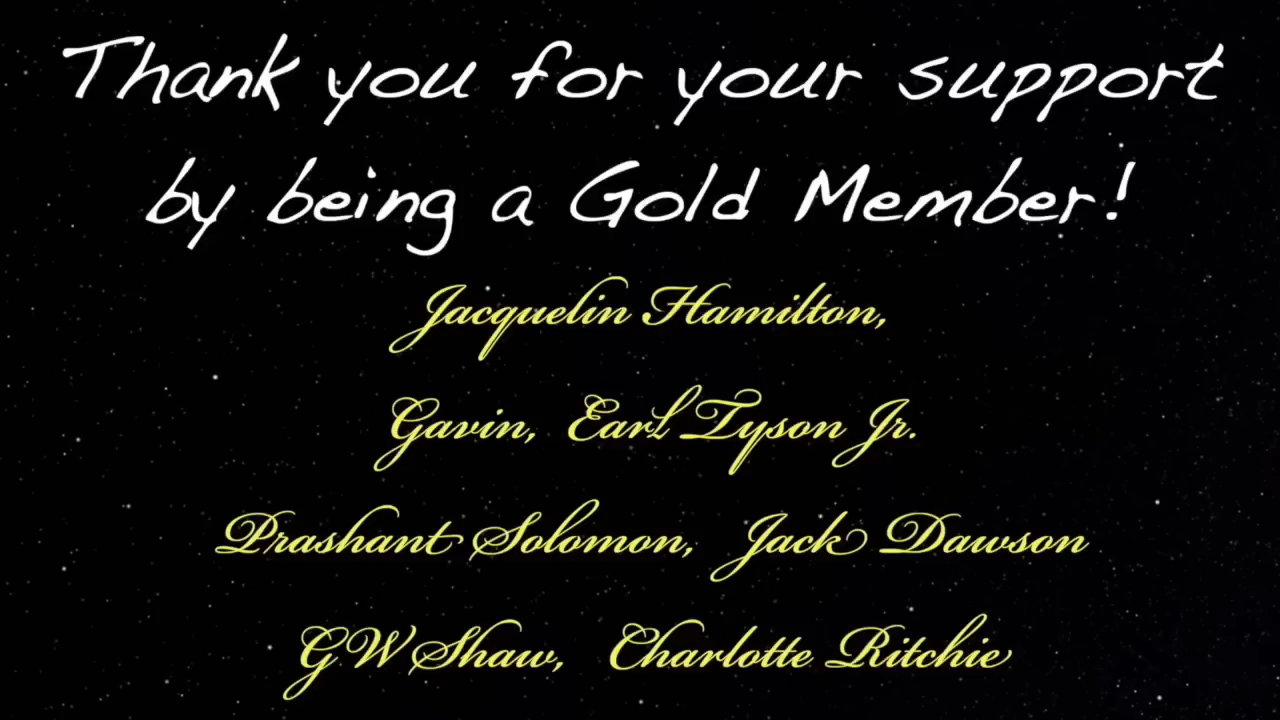 Thank you for your support
by being a Gold Member!
Jacquelin Hamilton,
Gavin, Earl Tyson Jr.
Prashant Solomon, Jack Dawson
GW Shaw, Charlotte Ritchie